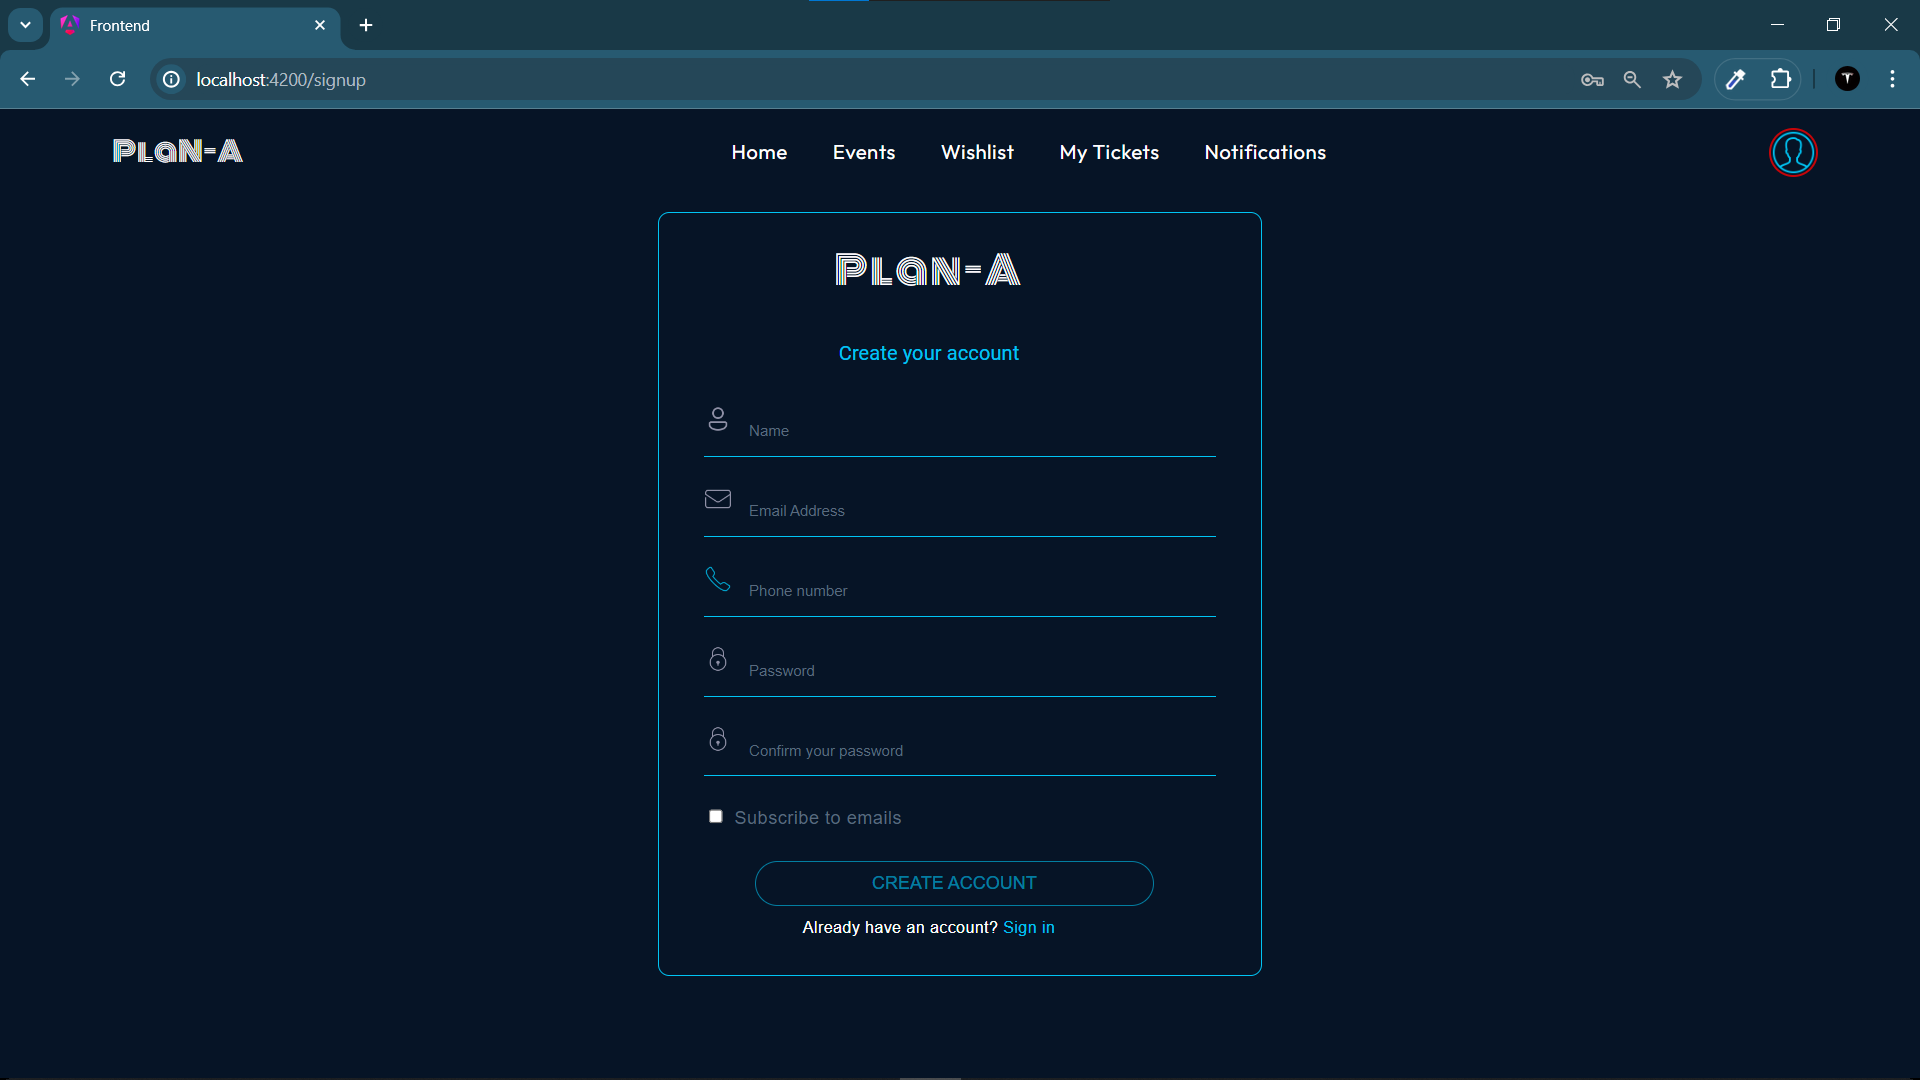 Frontend
localhost:4200/signup
PLaN-A
Home Events Wishlist My Tickets Notifications
PLaN-A
Create your account
Name
Email Address
Phone number
Password
Confirm your password
Subscribe to emails
CREATE ACCOUNT
Already have an account? Sign in